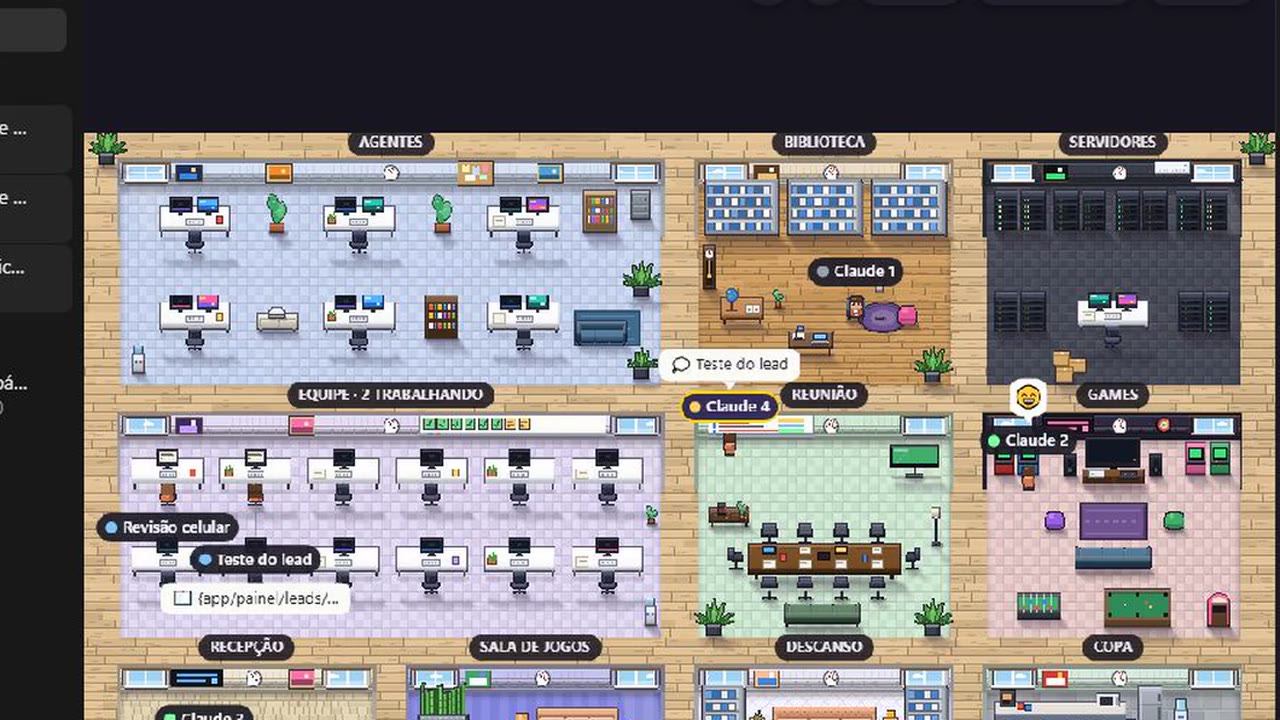 e ...
e ...
ic...
AGENTES
BIBLIOTECA
SERVIDORES
Claude 1
Teste do lead
Claude 4
EQUIPE · 2 TRABALHANDO
REUNIÃO
GAMES
Claude 2
Revisão celular
Teste do lead
{app/painel/leads/...
RECEPÇÃO
SALA DE JOGOS
DESCANSO
COPA